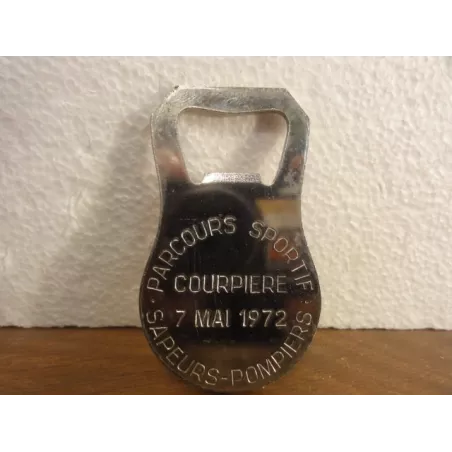 PARCOURS SPORTIF
COURPIERE
7 MAI 1972
SAPEURS-POMPIERS